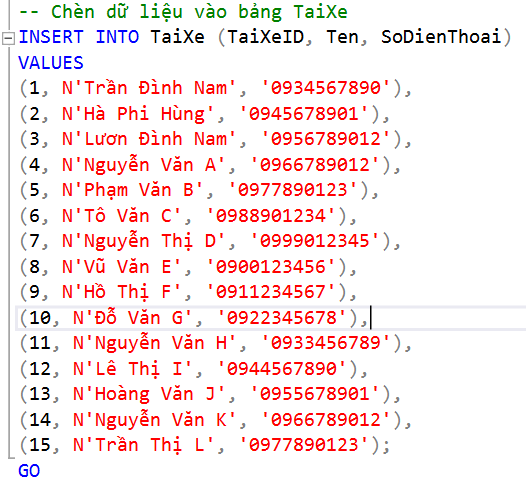 -- Chèn dữ liệu vào bảng TaiXe
INSERT INTO TaiXe (TaiXeID, Ten, SoDienThoai)
VALUES
(1, N'Trần Đình Nam', '0934567890'),
(2, N'Hà Phi Hùng', '0945678901'),
(3, N'Lươn Đình Nam', '0956789012'),
(4, N'Nguyễn Văn A', '0966789012'),
(5, N'Phạm Văn B', '0977890123'),
(6, N'Tô Văn C', '0988901234'),
(7, N'Nguyễn Thị D', '0999012345'),
(8, N'Vũ Văn E', '0900123456'),
(9, N'Hồ Thị F', '0911234567'),
(10, N'Đỗ Văn G', '0922345678'),
(11, N'Nguyễn Văn H', '0933456789'),
(12, N'Lê Thị I', '0944567890'),
(13, N'Hoàng Văn J', '0955678901'),
(14, N'Nguyễn Văn K', '0966789012'),
(15, N'Trần Thị L', '0977890123');
GO